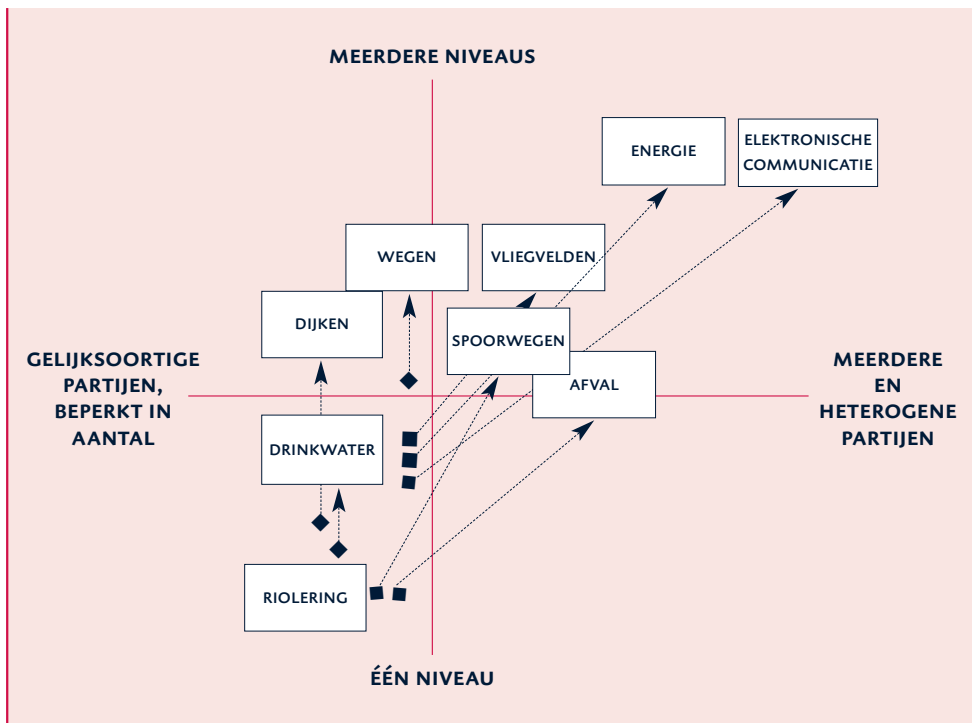 MEERDERE NIVEAUS
ENERGIE
ELEKTRONISCHE
COMMUNICATIE
WEGEN
VLIEGVELDEN
DIJKEN
SPOORWEGEN
GELIJKSOORTIGE
PARTIJEN,
BEPERKT IN
AANTAL
AFVAL
MEERDERE
EN
HETEROGENE
PARTIJEN
DRINKWATER
RIOLERING
ÉÉN NIVEAU